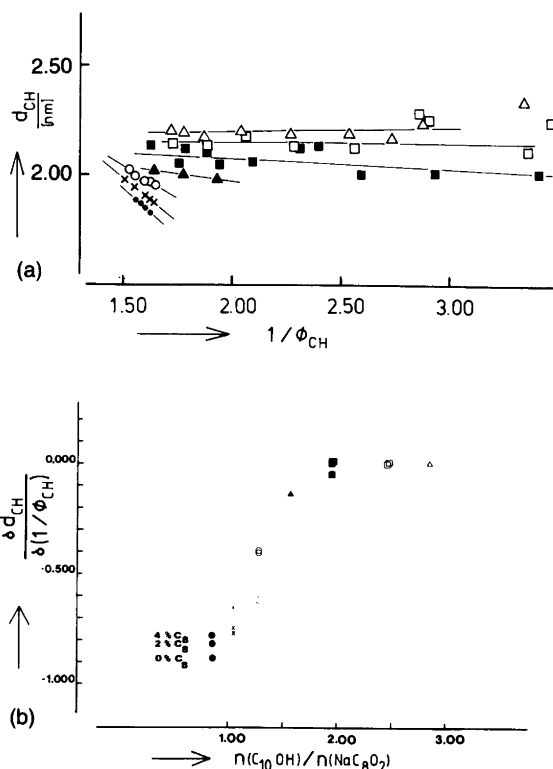 2.50
d_CH
[nm]
2.00
(a)
1.50 2.00 2.50 3.00
1/ϕ_CH
0.000
δ d_CH
δ(1/ϕ_CH)
-0.500
4 % C_8
2 % C_8
0 % C_8
-1.000
(b)
1.00 2.00 3.00
n(C_10 OH)/n(NaC_8O_2)